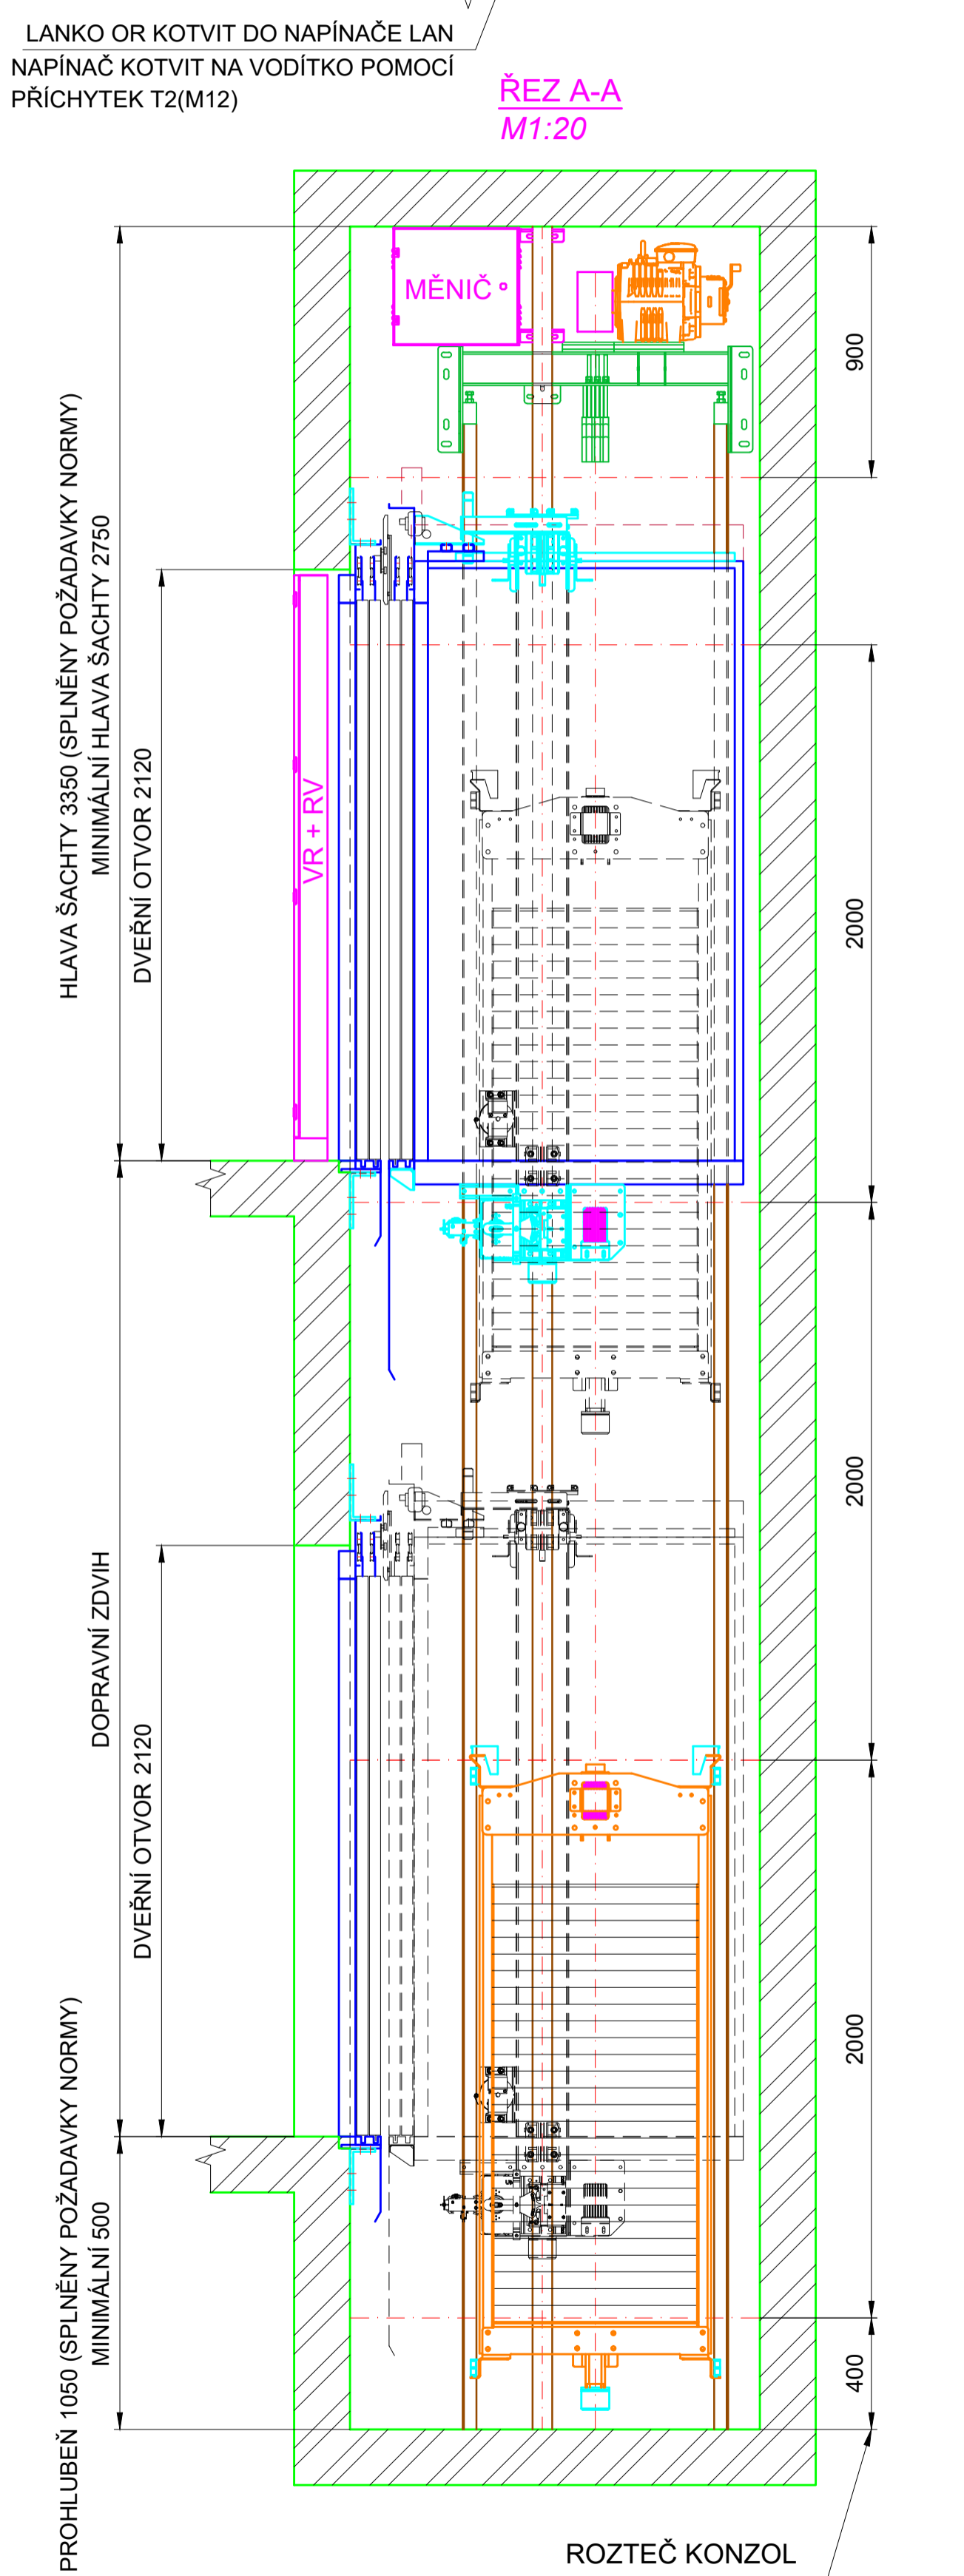 LANKO OR KOTVIT DO NAPÍNAČE LAN
NAPÍNAČ KOTVIT NA VODÍTKO POMOCÍ
PŘÍCHYTEK T2(M12)
ŘEZ A-A
M1:20
MĚNIČ
900
HLAVA ŠACHTY 3350 (SPLNĚNY POŽADAVKY NORMY)
MINIMÁLNÍ HLAVA ŠACHTY 2750
DVEŘNÍ OTVOR 2120
VR + RV
2000
2000
DOPRAVNÍ ZDVIH
DVEŘNÍ OTVOR 2120
2000
PROHLUBEŇ 1050 (SPLNĚNY POŽADAVKY NORMY)
MINIMÁLNÍ 500
400
ROZTEČ KONZOL